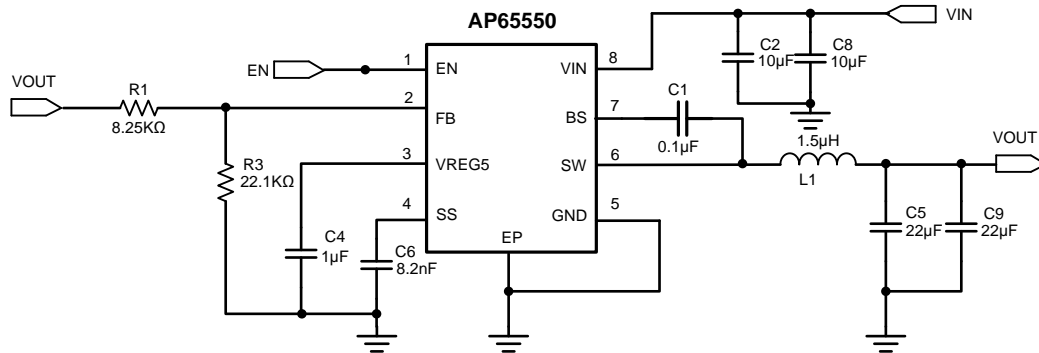 AP65550
VIN
EN
1
EN
VIN
8
C2
10µF
C8
10µF
VOUT
R1
8.25KΩ
2
FB
BS
7
C1
0.1µF
R3
22.1KΩ
3
VREG5
SW
6
1.5µH
L1
VOUT
4
SS
GND
5
EP
C4
1µF
C6
8.2nF
C5
22µF
C9
22µF